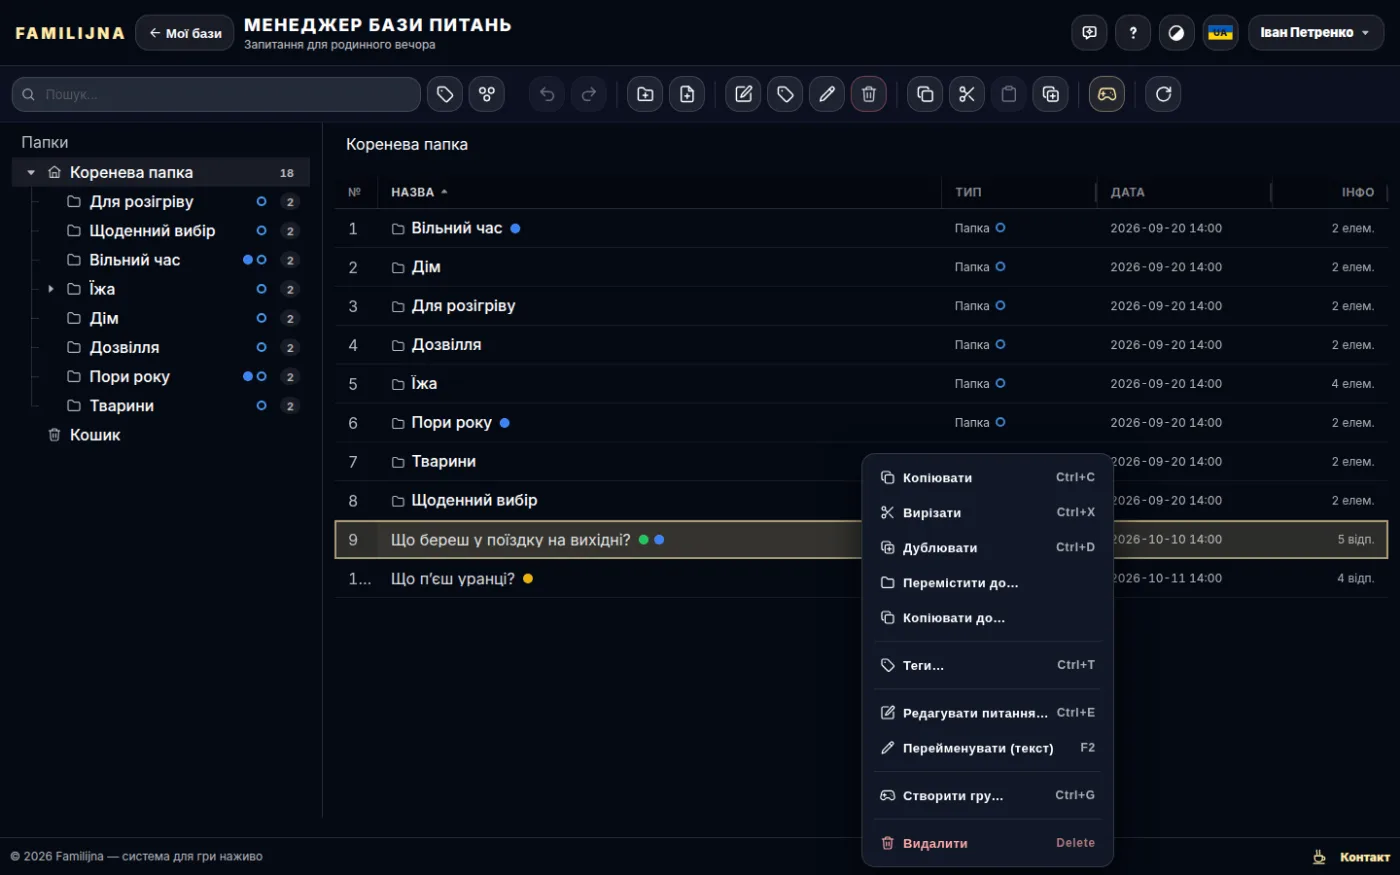 FAMILIJNA
← Мої бази
МЕНЕДЖЕР БАЗИ ПИТАНЬ
Запитання для родинного вечора
?
UA
Іван Петренко
Пошук...
Папки
Коренева папка 18
Для розігріву 2
Щоденний вибір 2
Вільний час 2
Їжа 2
Дім 2
Дозвілля 2
Пори року 2
Тварини 2
Кошик
Коренева папка
№ НАЗВА ТИП ДАТА ІНФО
1 Вільний час Папка 2026-09-20 14:00 2 елем.
2 Дім Папка 2026-09-20 14:00 2 елем.
3 Для розігріву Папка 2026-09-20 14:00 2 елем.
4 Дозвілля Папка 2026-09-20 14:00 2 елем.
5 Їжа Папка 2026-09-20 14:00 4 елем.
6 Пори року Папка 2026-09-20 14:00 2 елем.
7 Тварини 2026-09-20 14:00 2 елем.
8 Щоденний вибір 2026-09-20 14:00 2 елем.
9 Що береш у поїздку на вихідні? 2026-10-10 14:00 5 відп.
1... Що п’єш уранці? 2026-10-11 14:00 4 відп.
Копіювати Ctrl+C
Вирізати Ctrl+X
Дублювати Ctrl+D
Перемістити до...
Копіювати до...
Теги... Ctrl+T
Редагувати питання... Ctrl+E
Перейменувати (текст) F2
Створити гру... Ctrl+G
Видалити Delete
© 2026 Familijna — система для гри наживо
Контакт